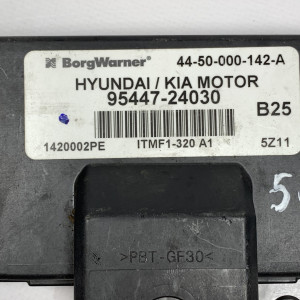 BorgWarner 44-50-000-142-A
HYUNDAI / KIA MOTOR
95447-24030
B25
1420002PE ITMF1-320 A1 5Z11
>PBT-GF30<